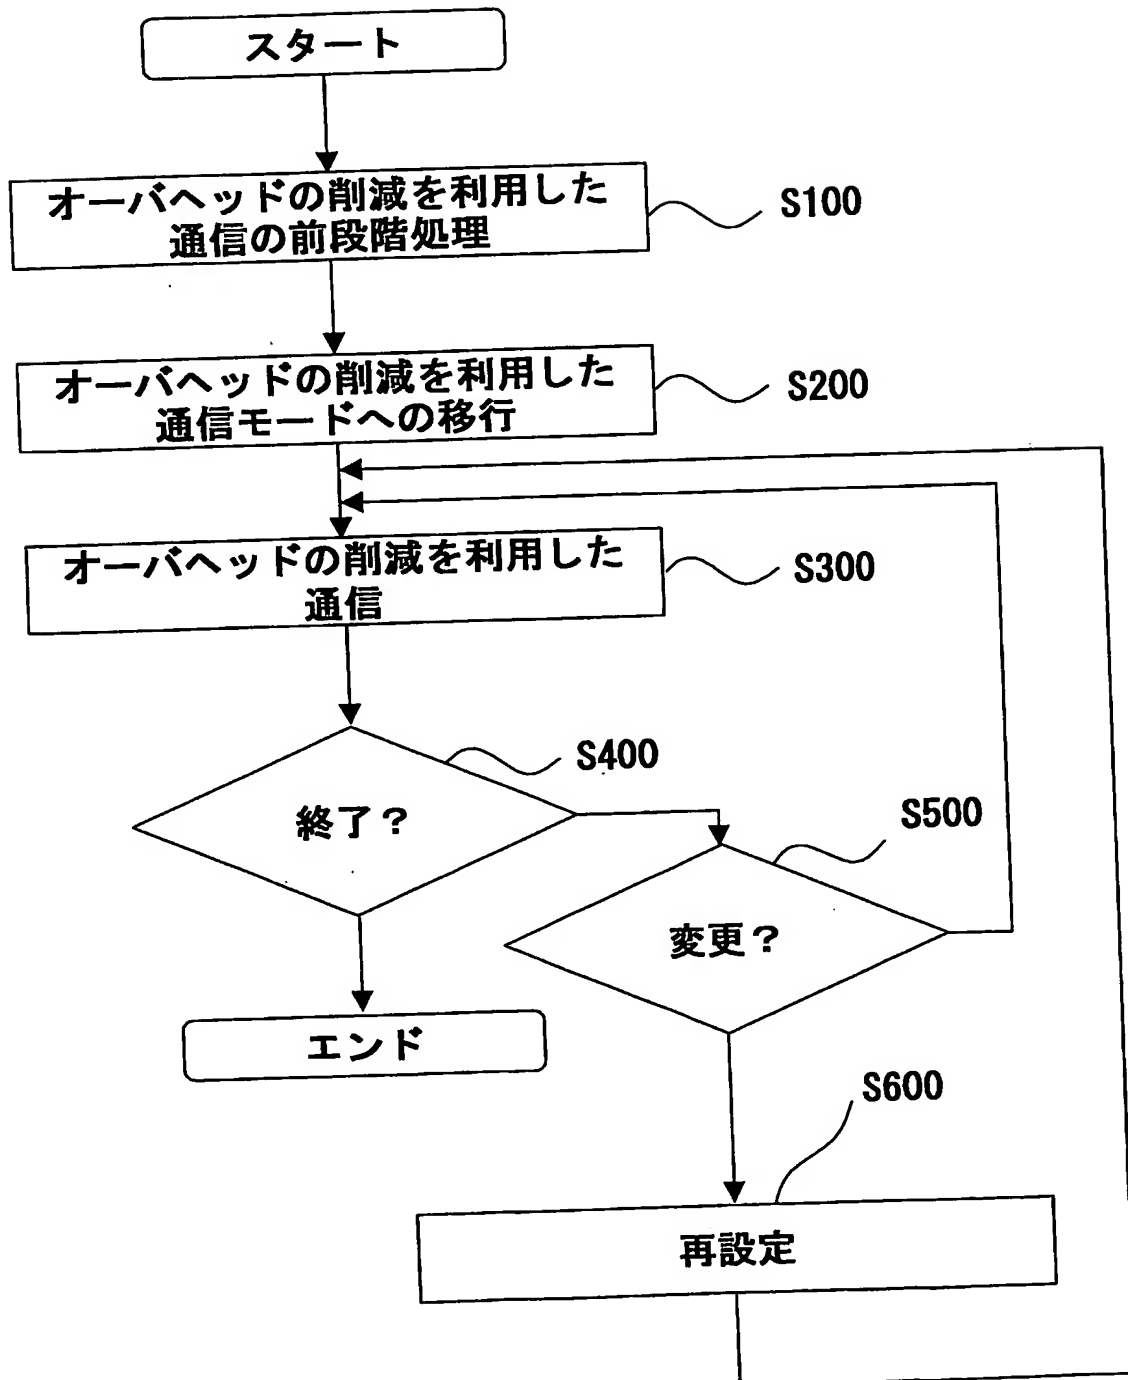 スタート
オーバヘッドの削減を利用した
通信の前段階処理
S100
オーバヘッドの削減を利用した
通信モードへの移行
S200
オーバヘッドの削減を利用した
通信
S300
終了？
S400
変更？
S500
エンド
再設定
S600